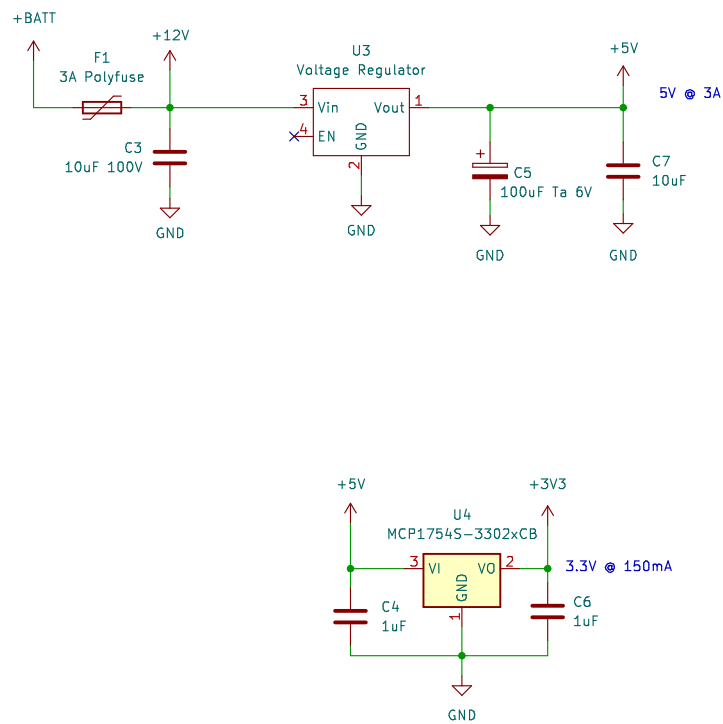 +BATT
F1
3A Polyfuse
+12V
C3
10uF 100V
GND
U3
Voltage Regulator
3
Vin
Vout
1
4
EN
GND
2
GND
C5
100uF Ta 6V
GND
+5V
5V @ 3A
C7
10uF
GND
+5V
U4
MCP1754S-3302xCB
+3V3
3
VI
VO
2
3.3V @ 150mA
GND
1
C4
1uF
C6
1uF
GND